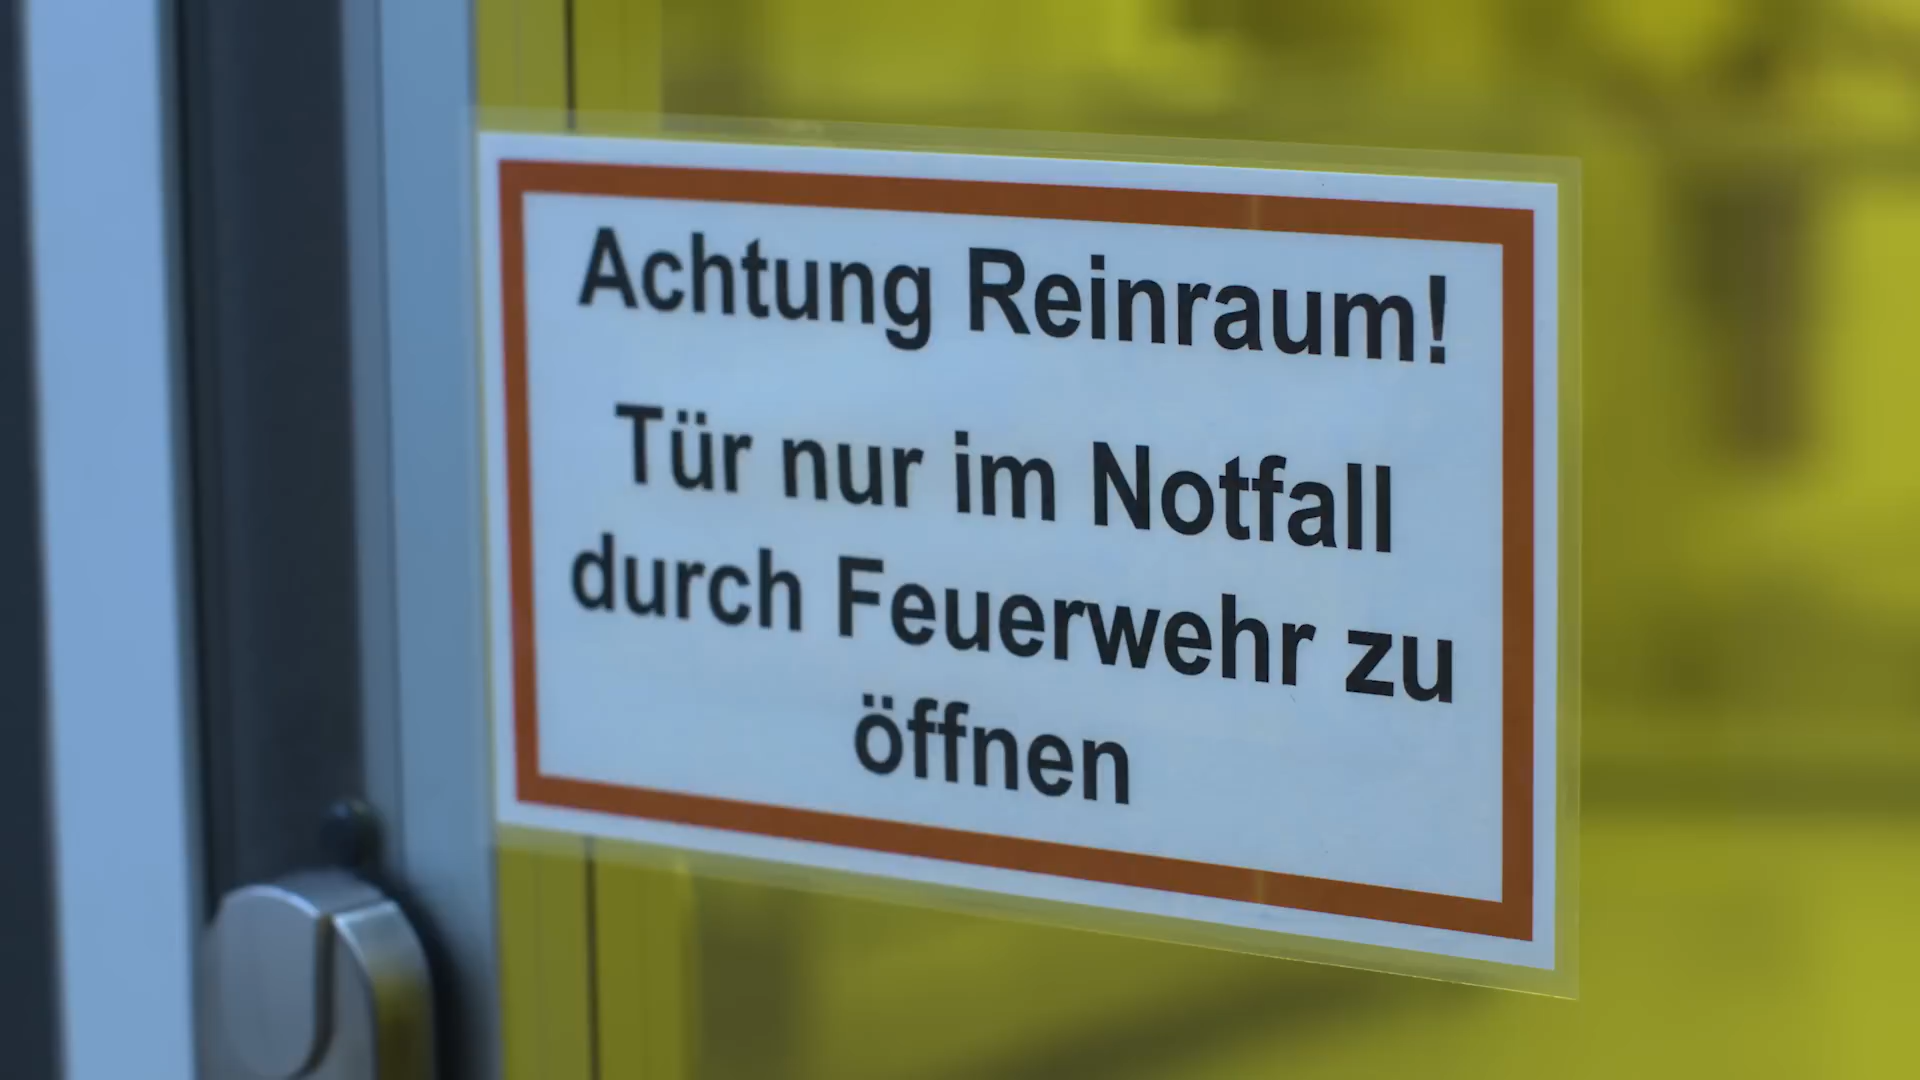 Achtung Reinraum!
Tür nur im Notfall
durch Feuerwehr zu
öffnen